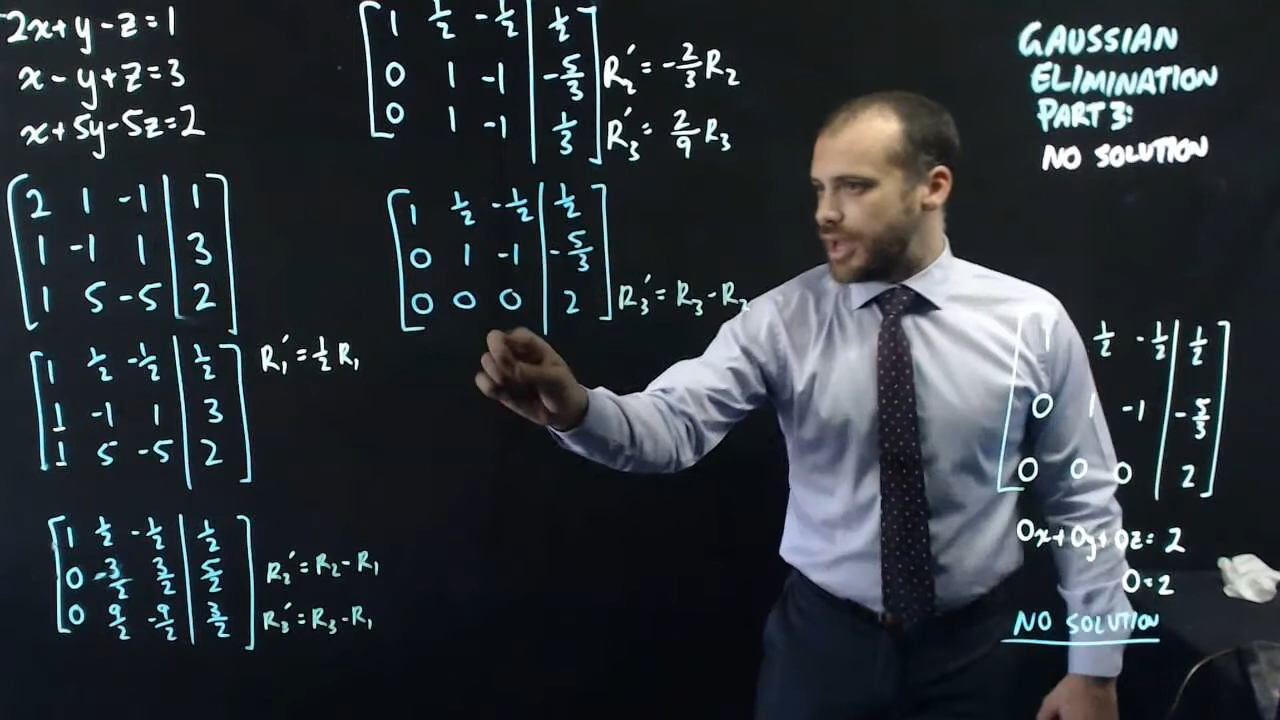 2x+y-z=1
x-y+z=3
x+5y-5z=2
2 1 -1 | 1
1 -1 1 | 3
1 5 -5 | 2
1 1/2 -1/2 | 1/2
1 -1 1 | 3
1 5 -5 | 2
R₁′=½R₁
1 1/2 -1/2 | 1/2
0 -3/2 3/2 | 5/2
R₂′=R₂-R₁
0 9/2 -9/2 | 3/2
R₃′=R₃-R₁
1 1/2 -1/2 | 1/2
0 1 -1 | -5/3
R₂′=-2/3R₂
0 1 -1 | 1/3
R₃′=2/9R₃
1 1/2 -1/2 | 1/2
0 1 -1 | -5/3
0 0 0 | 2
R₃′=R₃-R₂
GAUSSIAN
ELIMINATION
PART 3:
NO SOLUTION
1 1/2 -1/2 | 1/2
0 1 -1 | -5/3
0 0 0 | 2
0x+0y+0z=2
0=2
NO SOLUTION